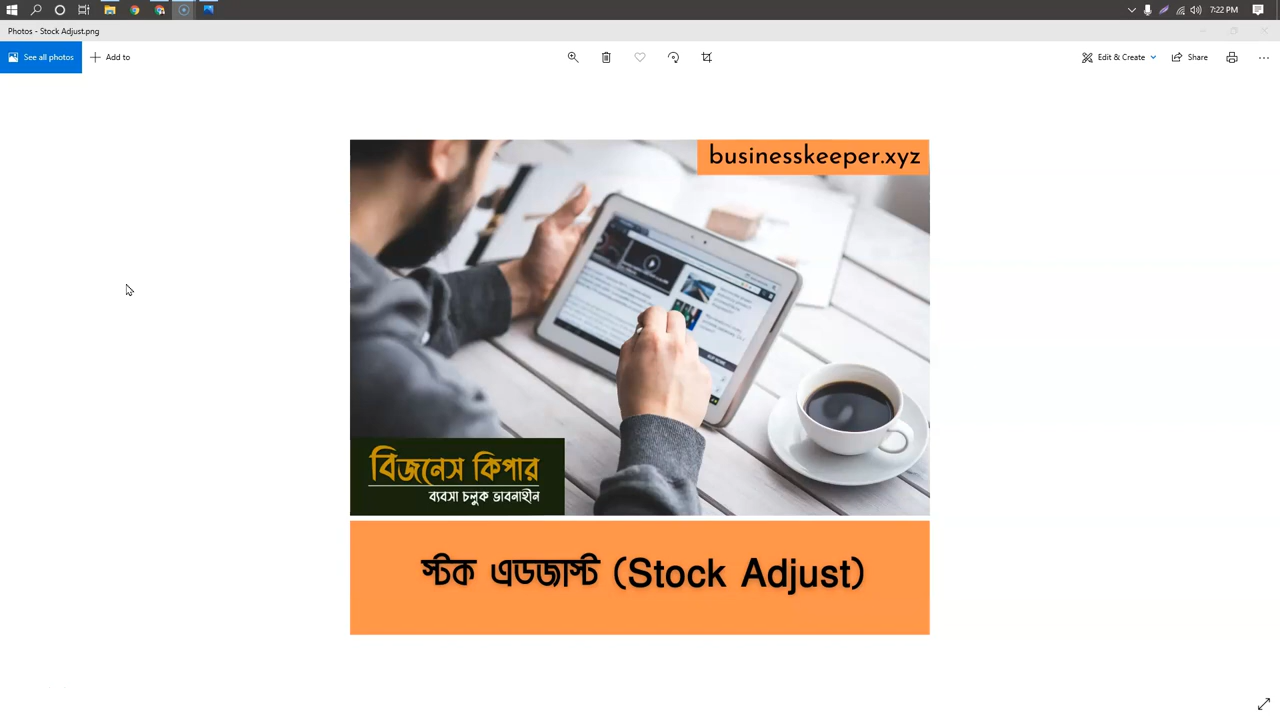 7:22 PM
Photos - Stock Adjust.png
See all photos
Add to
Edit & Create
Share
businesskeeper.xyz
বিজনেস কিপার
ব্যবসা চলুক ভাবনাহীন
স্টক এডজাস্ট (Stock Adjust)